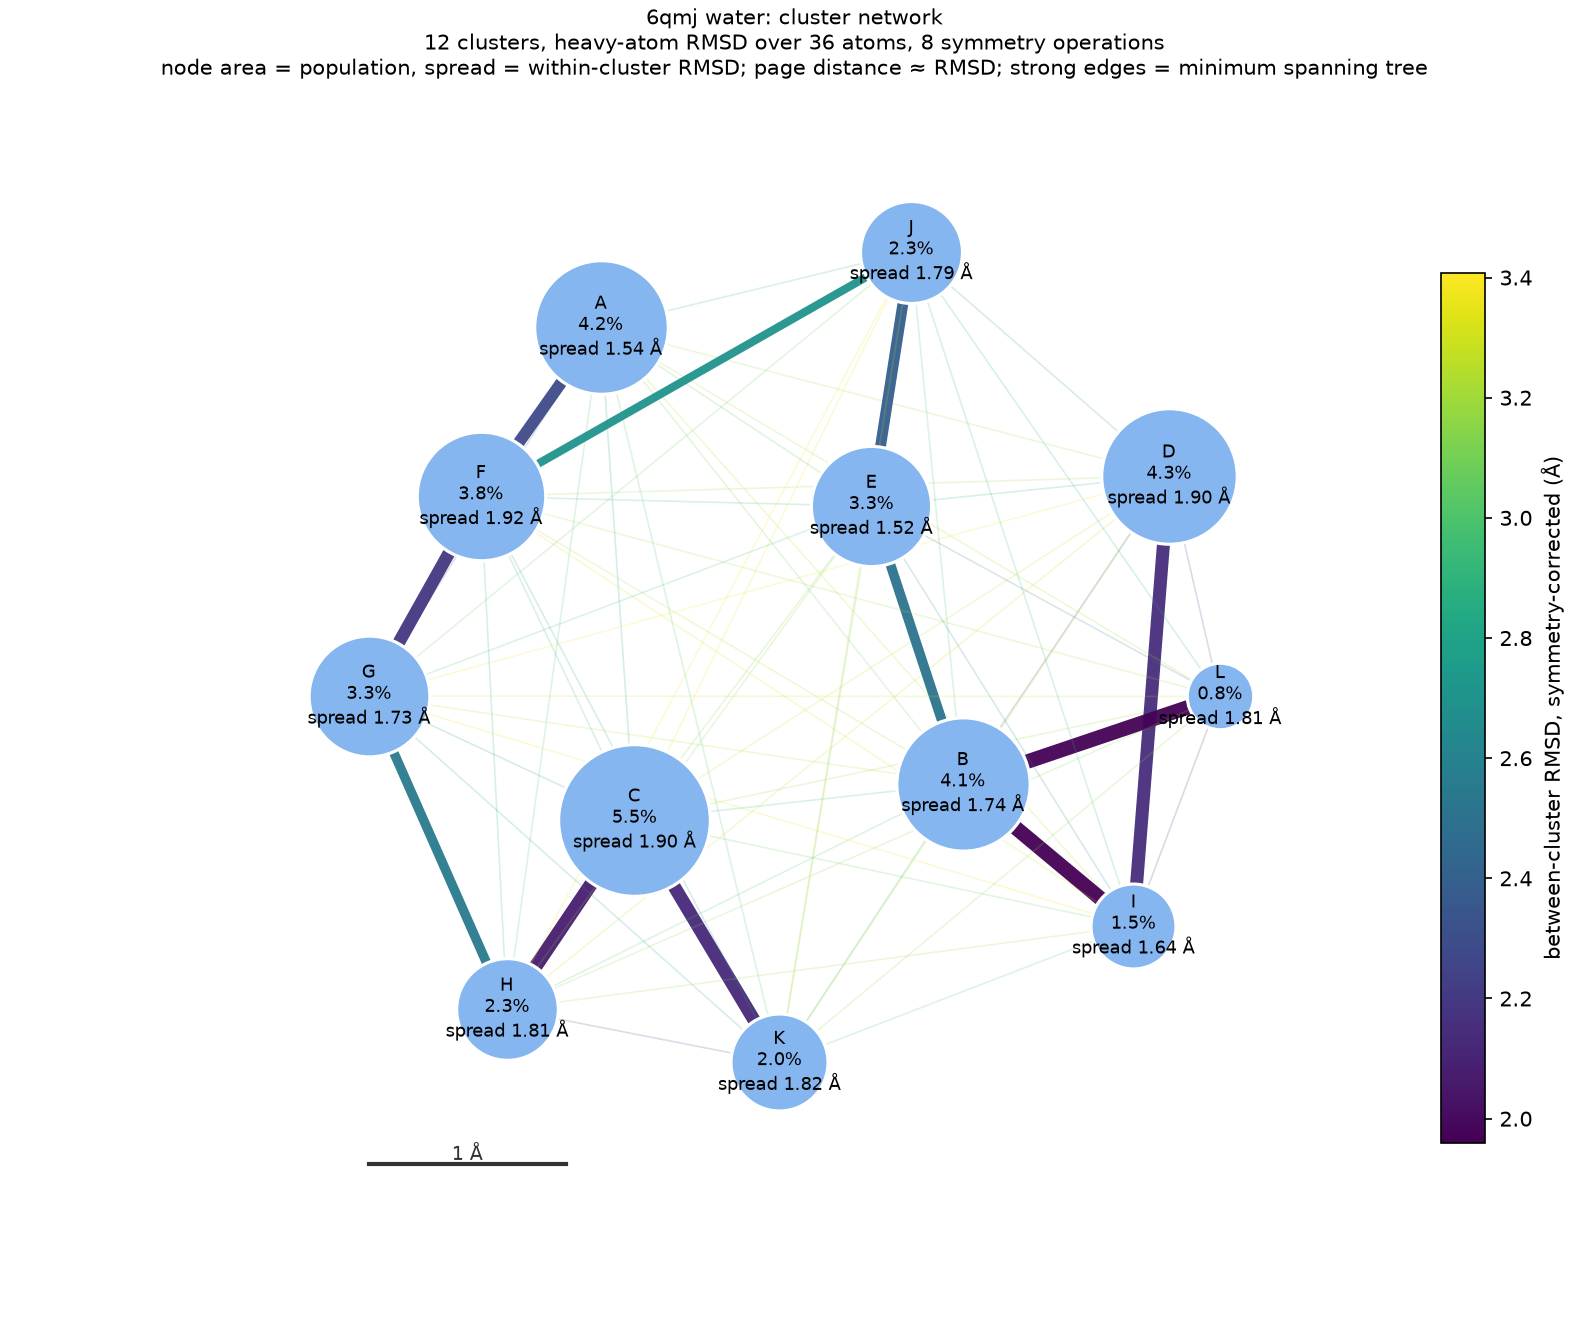 6qmj water: cluster network
12 clusters, heavy-atom RMSD over 36 atoms, 8 symmetry operations
node area = population, spread = within-cluster RMSD; page distance ≈ RMSD; strong edges = minimum spanning tree
J
2.3%
spread 1.79 Å
A
4.2%
spread 1.54 Å
D
4.3%
spread 1.90 Å
F
3.8%
spread 1.92 Å
E
3.3%
spread 1.52 Å
G
3.3%
spread 1.73 Å
L
0.8%
spread 1.81 Å
B
4.1%
spread 1.74 Å
C
5.5%
spread 1.90 Å
I
1.5%
spread 1.64 Å
H
2.3%
spread 1.81 Å
K
2.0%
spread 1.82 Å
1 Å
3.4
3.2
3.0
2.8
2.6
2.4
2.2
2.0
between-cluster RMSD, symmetry-corrected (Å)